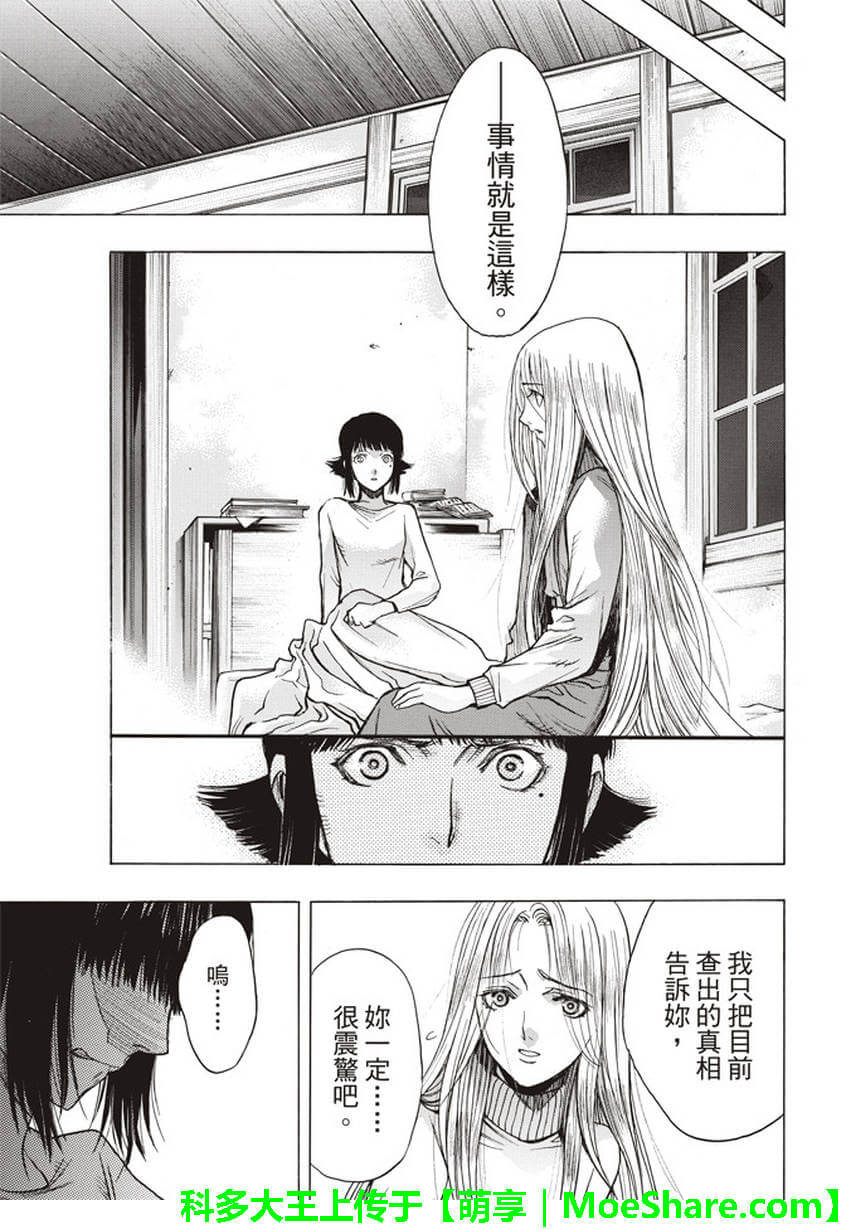 ——事情就是這樣。
我只把目前
查出的真相
告訴妳，
妳一定……
很震驚吧。
嗚……
科多大王上传于【萌享｜MoeShare.com】